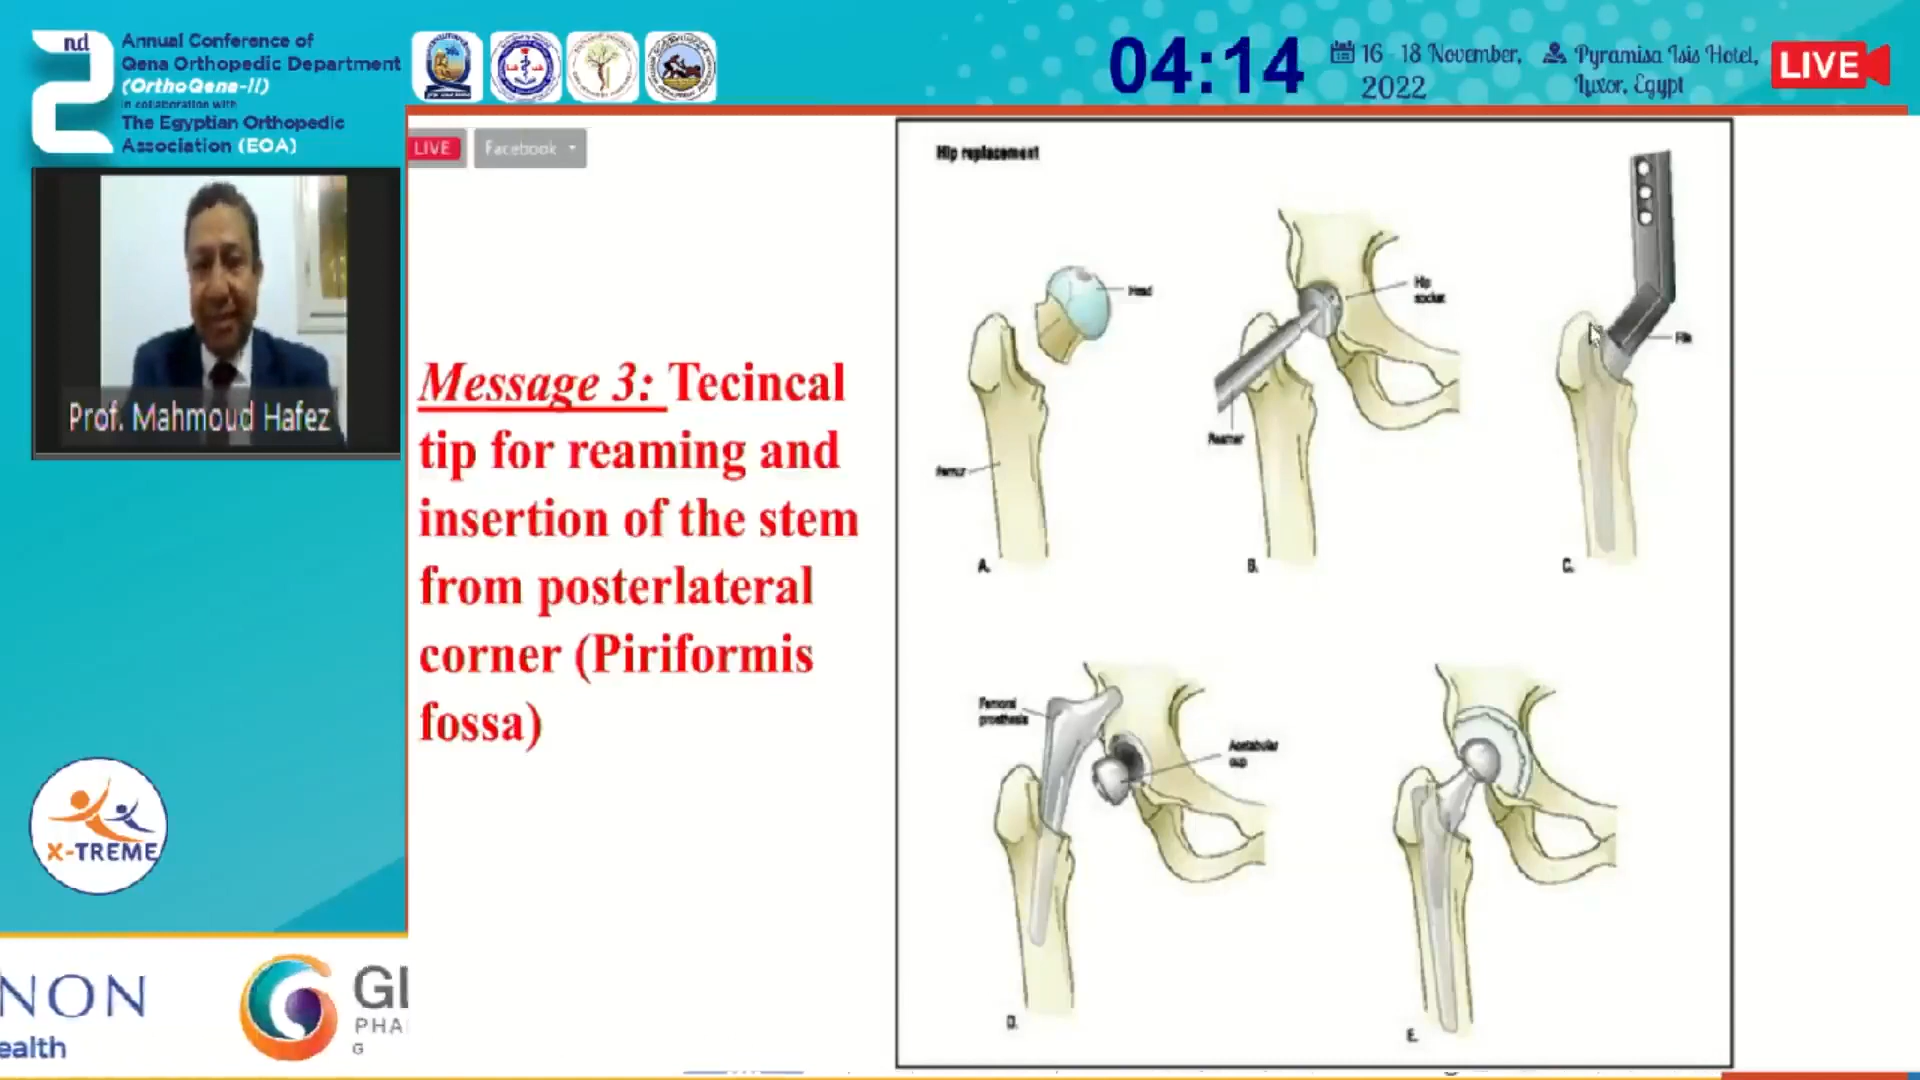 2nd
Annual Conference of
Qena Orthopedic Department
(OrthoQena-II)
in collaboration with
The Egyptian Orthopedic
Association (EOA)
04:14
16 - 18 November,
2022
Pyramisa Isis Hotel,
Luxor, Egypt
LIVE
LIVE
Facebook
Prof. Mahmoud Hafez
Message 3: Tecincal
tip for reaming and
insertion of the stem
from posterlateral
corner (Piriformis
fossa)
Hip replacement
Head
Femur
A.
Hip
socket
Reamer
B.
File
C.
Femoral
prosthesis
Acetabular
cup
D.
E.
X-TREME
NON
ealth
GL
PHA
G